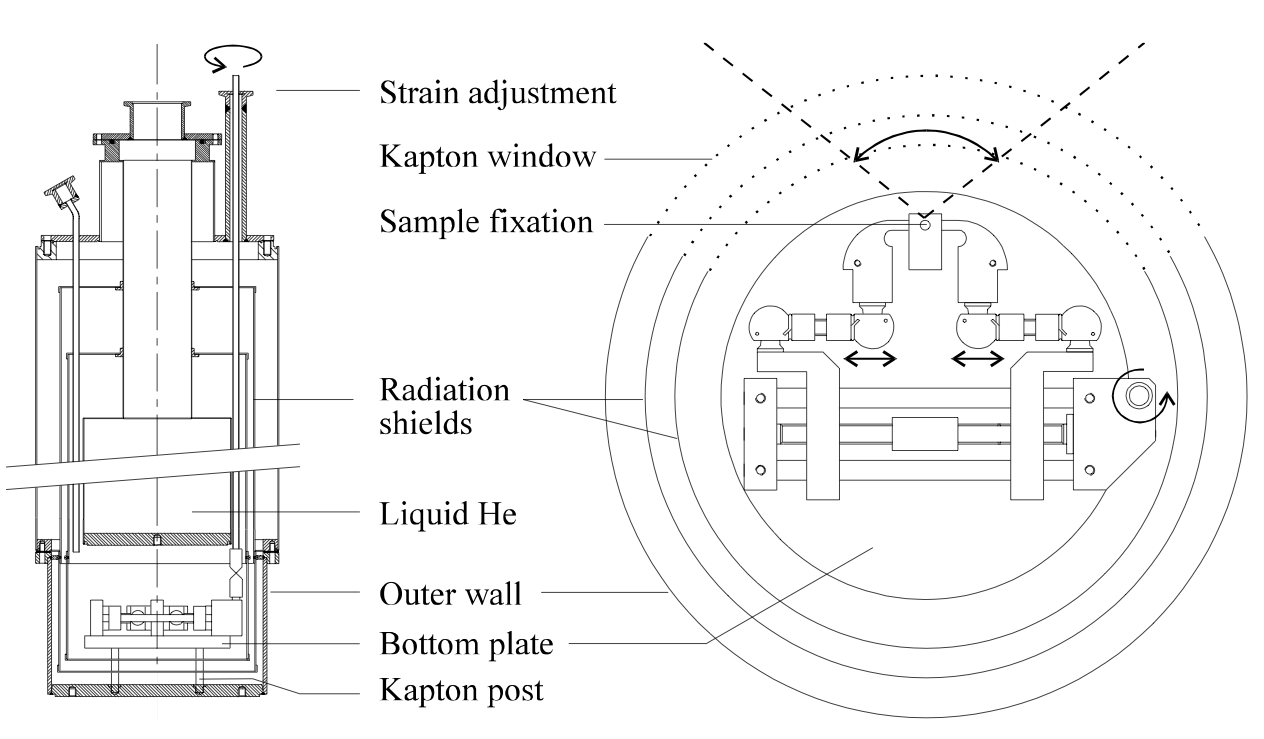 Strain adjustment
Kapton window
Sample fixation
Radiation
shields
Liquid He
Outer wall
Bottom plate
Kapton post